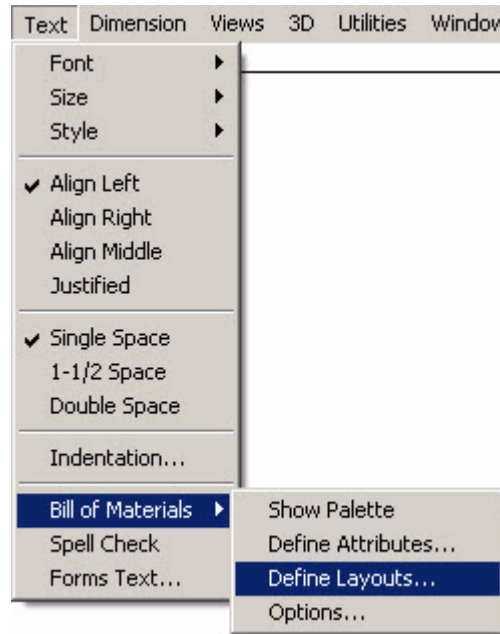 Text Dimension Views 3D Utilities Window
Font
Size
Style
Align Left
Align Right
Align Middle
Justified
Single Space
1-1/2 Space
Double Space
Indentation...
Bill of Materials
Show Palette
Spell Check
Define Attributes...
Forms Text...
Define Layouts...
Options...